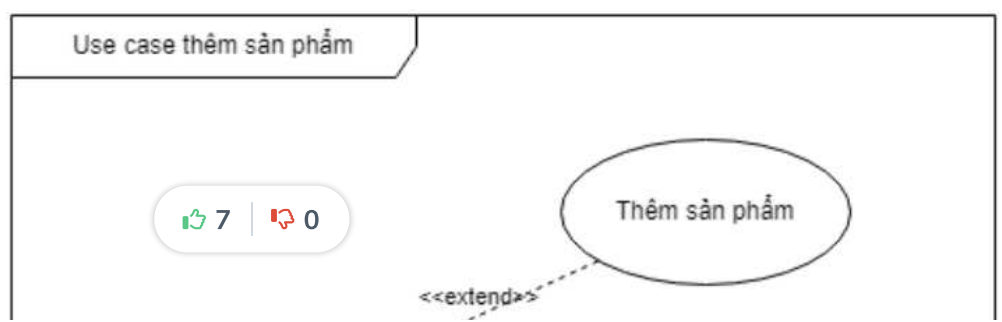 Use case thêm sản phẩm
Thêm sản phẩm
7 0
<<extend>>